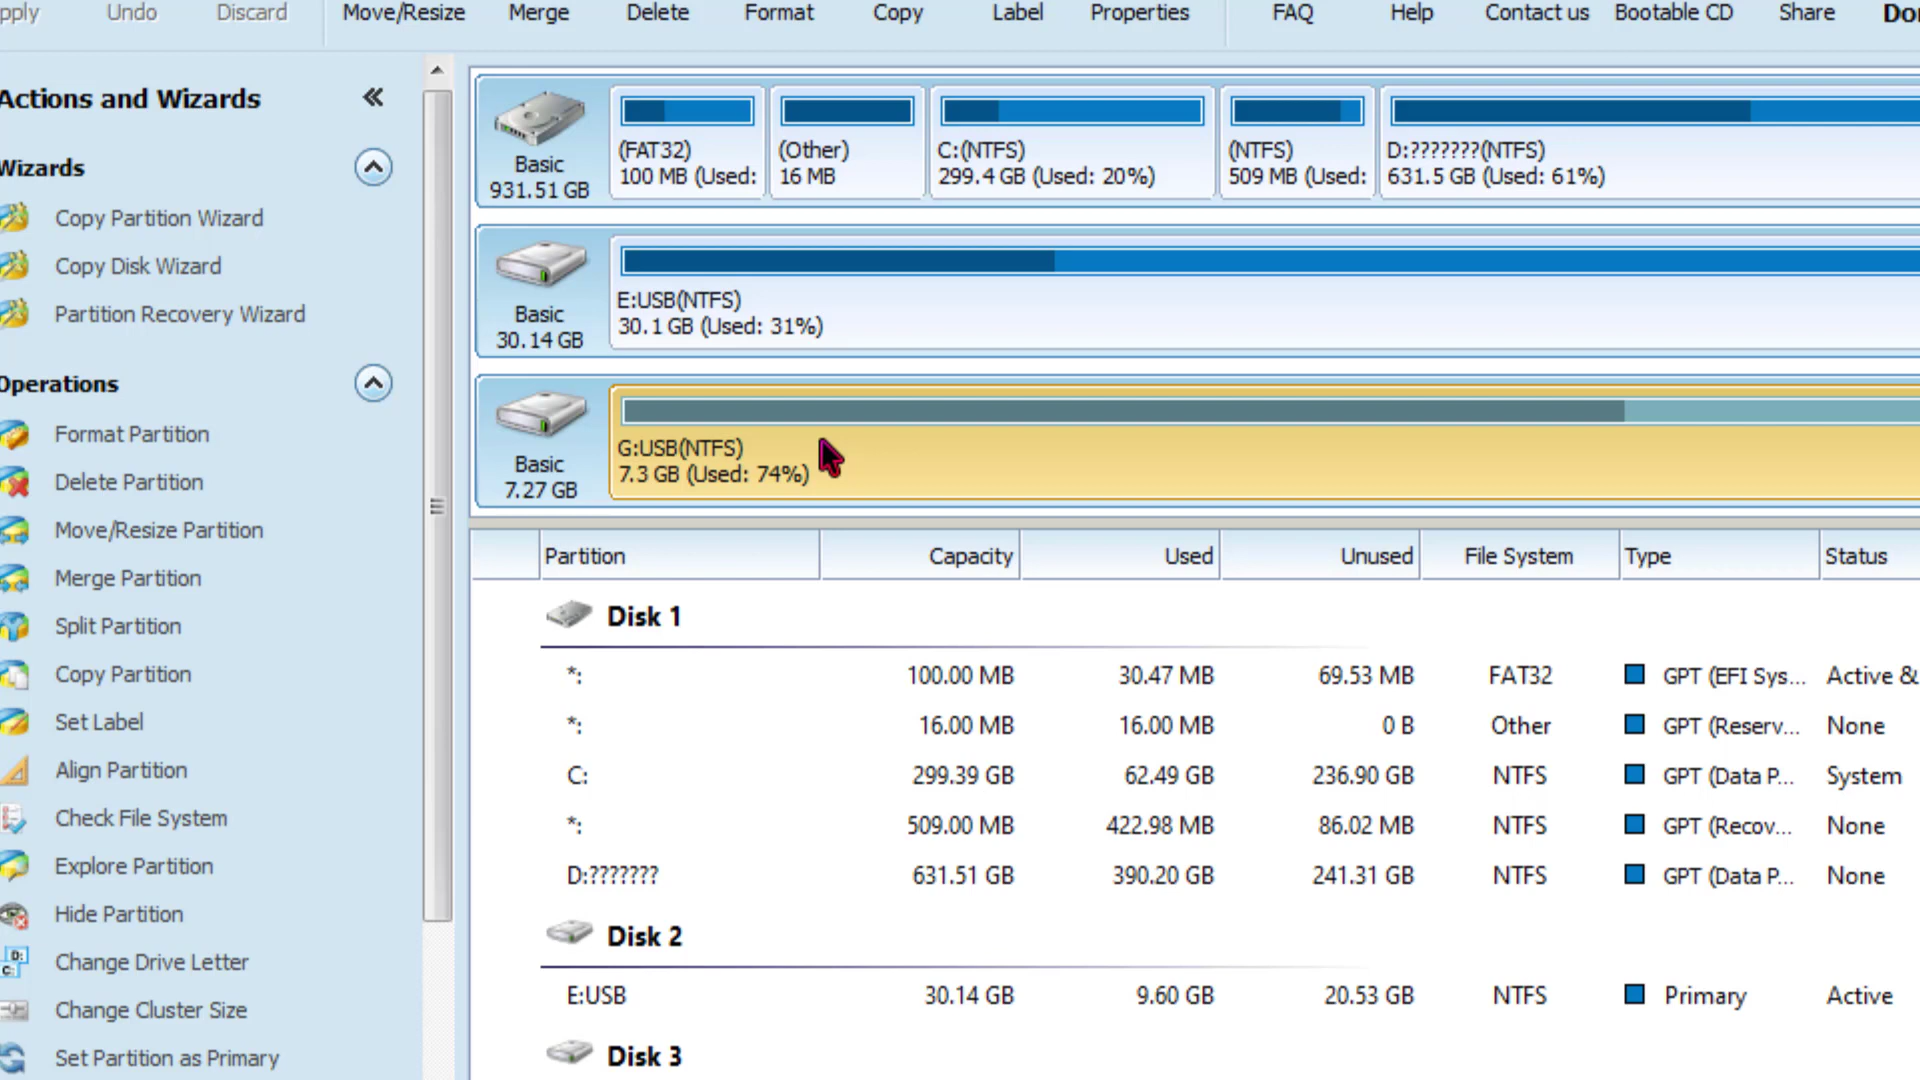 pply Undo Discard Move/Resize Merge Delete Format Copy Label Properties FAQ Help Contact us Bootable CD Share Do
Actions and Wizards
Wizards
Copy Partition Wizard
Copy Disk Wizard
Partition Recovery Wizard
Operations
Format Partition
Delete Partition
Move/Resize Partition
Merge Partition
Split Partition
Copy Partition
Set Label
Align Partition
Check File System
Explore Partition
Hide Partition
Change Drive Letter
Change Cluster Size
Set Partition as Primary
Basic
931.51 GB
(FAT32)
100 MB (Used:
(Other)
16 MB
C:(NTFS)
299.4 GB (Used: 20%)
(NTFS)
509 MB (Used:
D:???????(NTFS)
631.5 GB (Used: 61%)
Basic
30.14 GB
E:USB(NTFS)
30.1 GB (Used: 31%)
Basic
7.27 GB
G:USB(NTFS)
7.3 GB (Used: 74%)
Partition Capacity Used Unused File System Type Status
Disk 1
*: 100.00 MB 30.47 MB 69.53 MB FAT32 GPT (EFI Sys... Active &
*: 16.00 MB 16.00 MB 0 B Other GPT (Reserv... None
C: 299.39 GB 62.49 GB 236.90 GB NTFS GPT (Data P... System
*: 509.00 MB 422.98 MB 86.02 MB NTFS GPT (Recov... None
D:??????? 631.51 GB 390.20 GB 241.31 GB NTFS GPT (Data P... None
Disk 2
E:USB 30.14 GB 9.60 GB 20.53 GB NTFS Primary Active
Disk 3